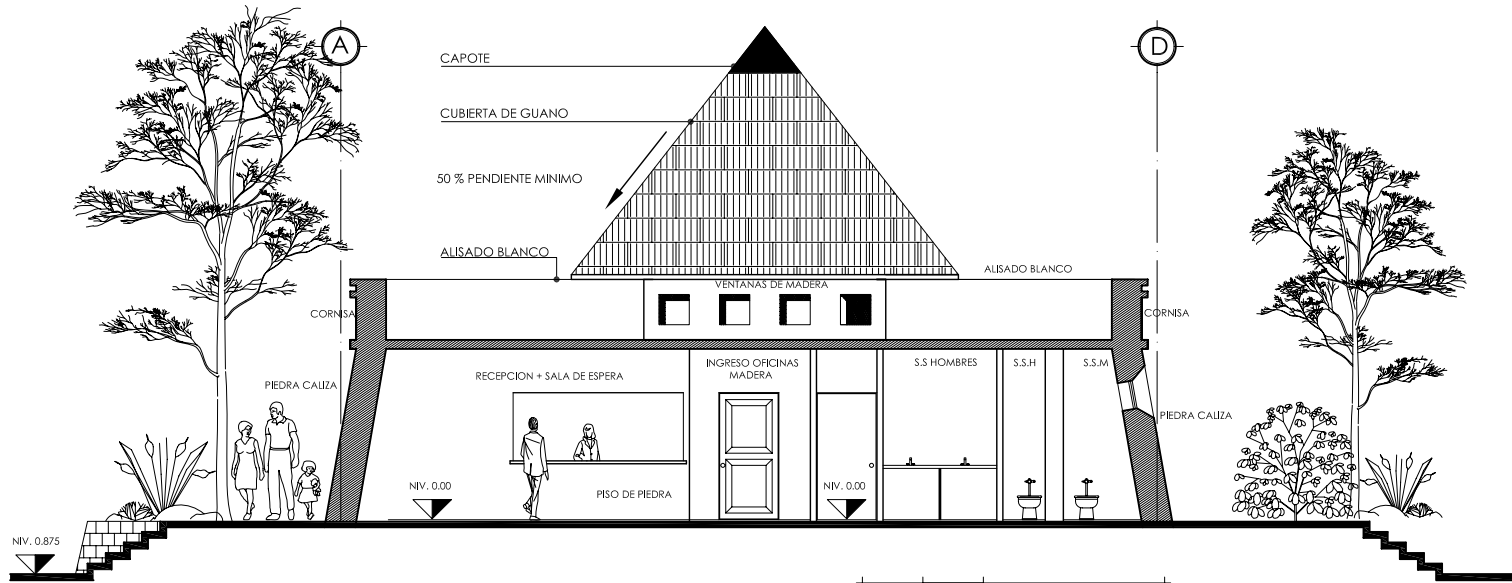 A
D
CAPOTE
CUBIERTA DE GUANO
50 % PENDIENTE MINIMO
ALISADO BLANCO
ALISADO BLANCO
VENTANAS DE MADERA
CORNISA
CORNISA
RECEPCION + SALA DE ESPERA
INGRESO OFICINAS
MADERA
S.S HOMBRES
S.S.H
S.S.M
PIEDRA CALIZA
PIEDRA CALIZA
NIV. 0.00
PISO DE PIEDRA
NIV. 0.00
NIV. 0.875